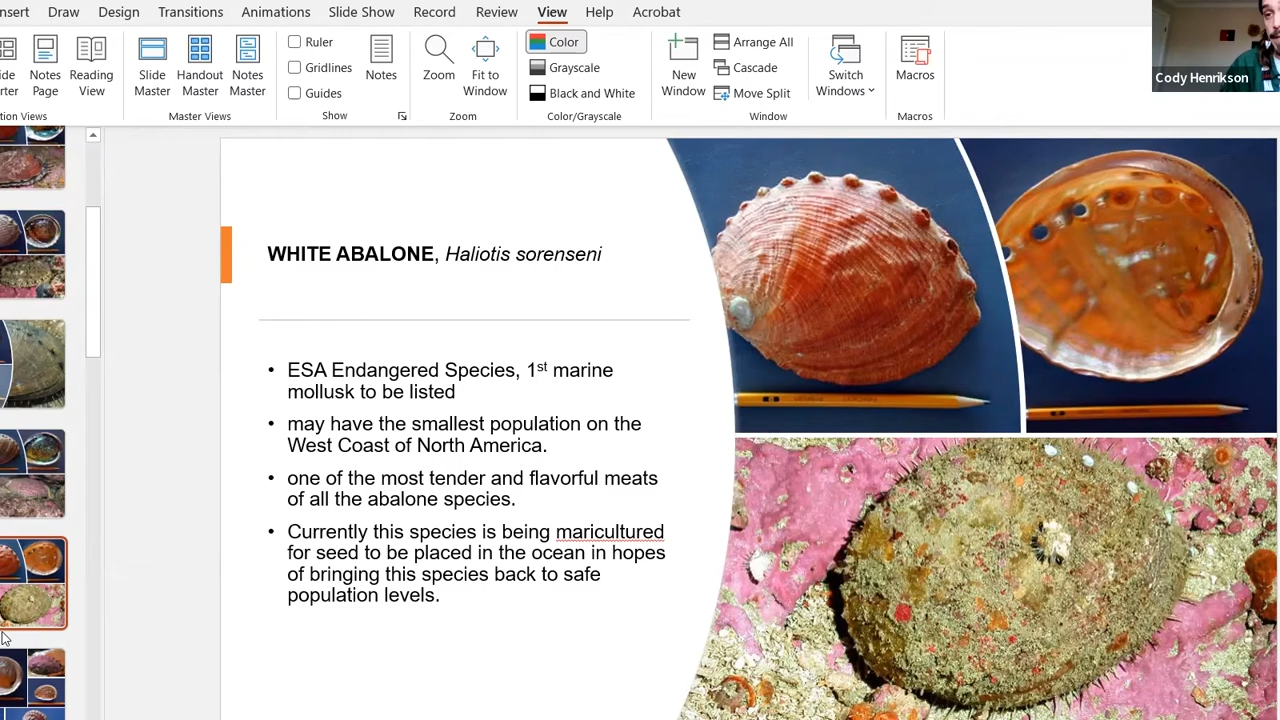 Draw Design Transitions Animations Slide Show Record Review View Help Acrobat
Notes Page
Reading View
Slide Master
Handout Master
Notes Master
Master Views
Ruler
Gridlines
Guides
Notes
Show
Zoom
Fit to Window
Zoom
Color
Grayscale
Black and White
Color/Grayscale
New Window
Arrange All
Cascade
Move Split
Switch Windows
Window
Macros
Macros
Cody Henrikson
WHITE ABALONE, Haliotis sorenseni
• ESA Endangered Species, 1st marine
mollusk to be listed
• may have the smallest population on the
West Coast of North America.
• one of the most tender and flavorful meats
of all the abalone species.
• Currently this species is being maricultured
for seed to be placed in the ocean in hopes
of bringing this species back to safe
population levels.